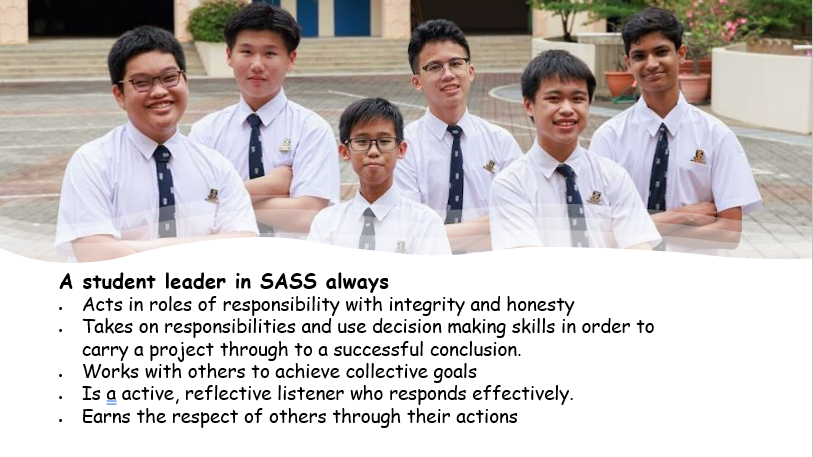 A student leader in SASS always
• Acts in roles of responsibility with integrity and honesty
• Takes on responsibilities and use decision making skills in order to
carry a project through to a successful conclusion.
• Works with others to achieve collective goals
• Is a active, reflective listener who responds effectively.
• Earns the respect of others through their actions